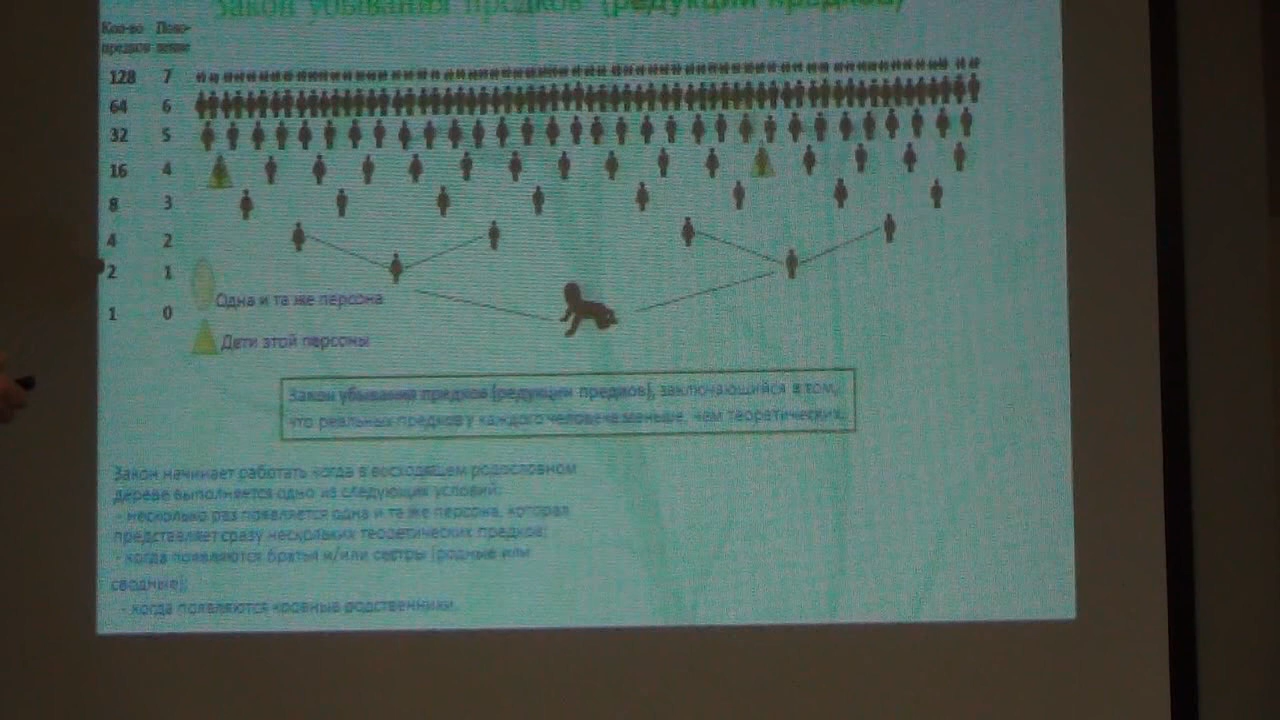 Закон убывания предков (редукции предков)
Кол-во Поко-
предков ление
128 7
64 6
32 5
16 4
8 3
4 2
2 1
1 0
Одна и та же персона
Дети этой персоны
Закон убывания предков (редукции предков), заключающийся в том,
что реальных предков у каждого человека меньше, чем теоретических.
Закон начинает работать когда в восходящем родословном
дереве выполняется одно из следующих условий:
- несколько раз появляется одна и та же персона, которая
представляет сразу нескольких теоретических предков;
- когда появляются братья и/или сестры (родные или
сводные);
- когда появляются кровные родственники.